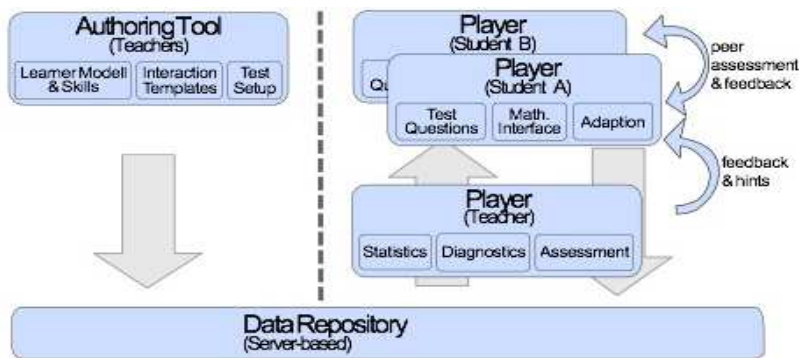 Authoring Tool
(Teachers)
Learner Modell
& Skills
Interaction
Templates
Test
Setup
Player
(Student B)
Qu
Player
(Student A)
Test
Questions
Math.
Interface
Adaption
peer
assessment
& feedback
feedback
& hints
Player
(Teacher)
Statistics
Diagnostics
Assessment
Data Repository
(Server-based)